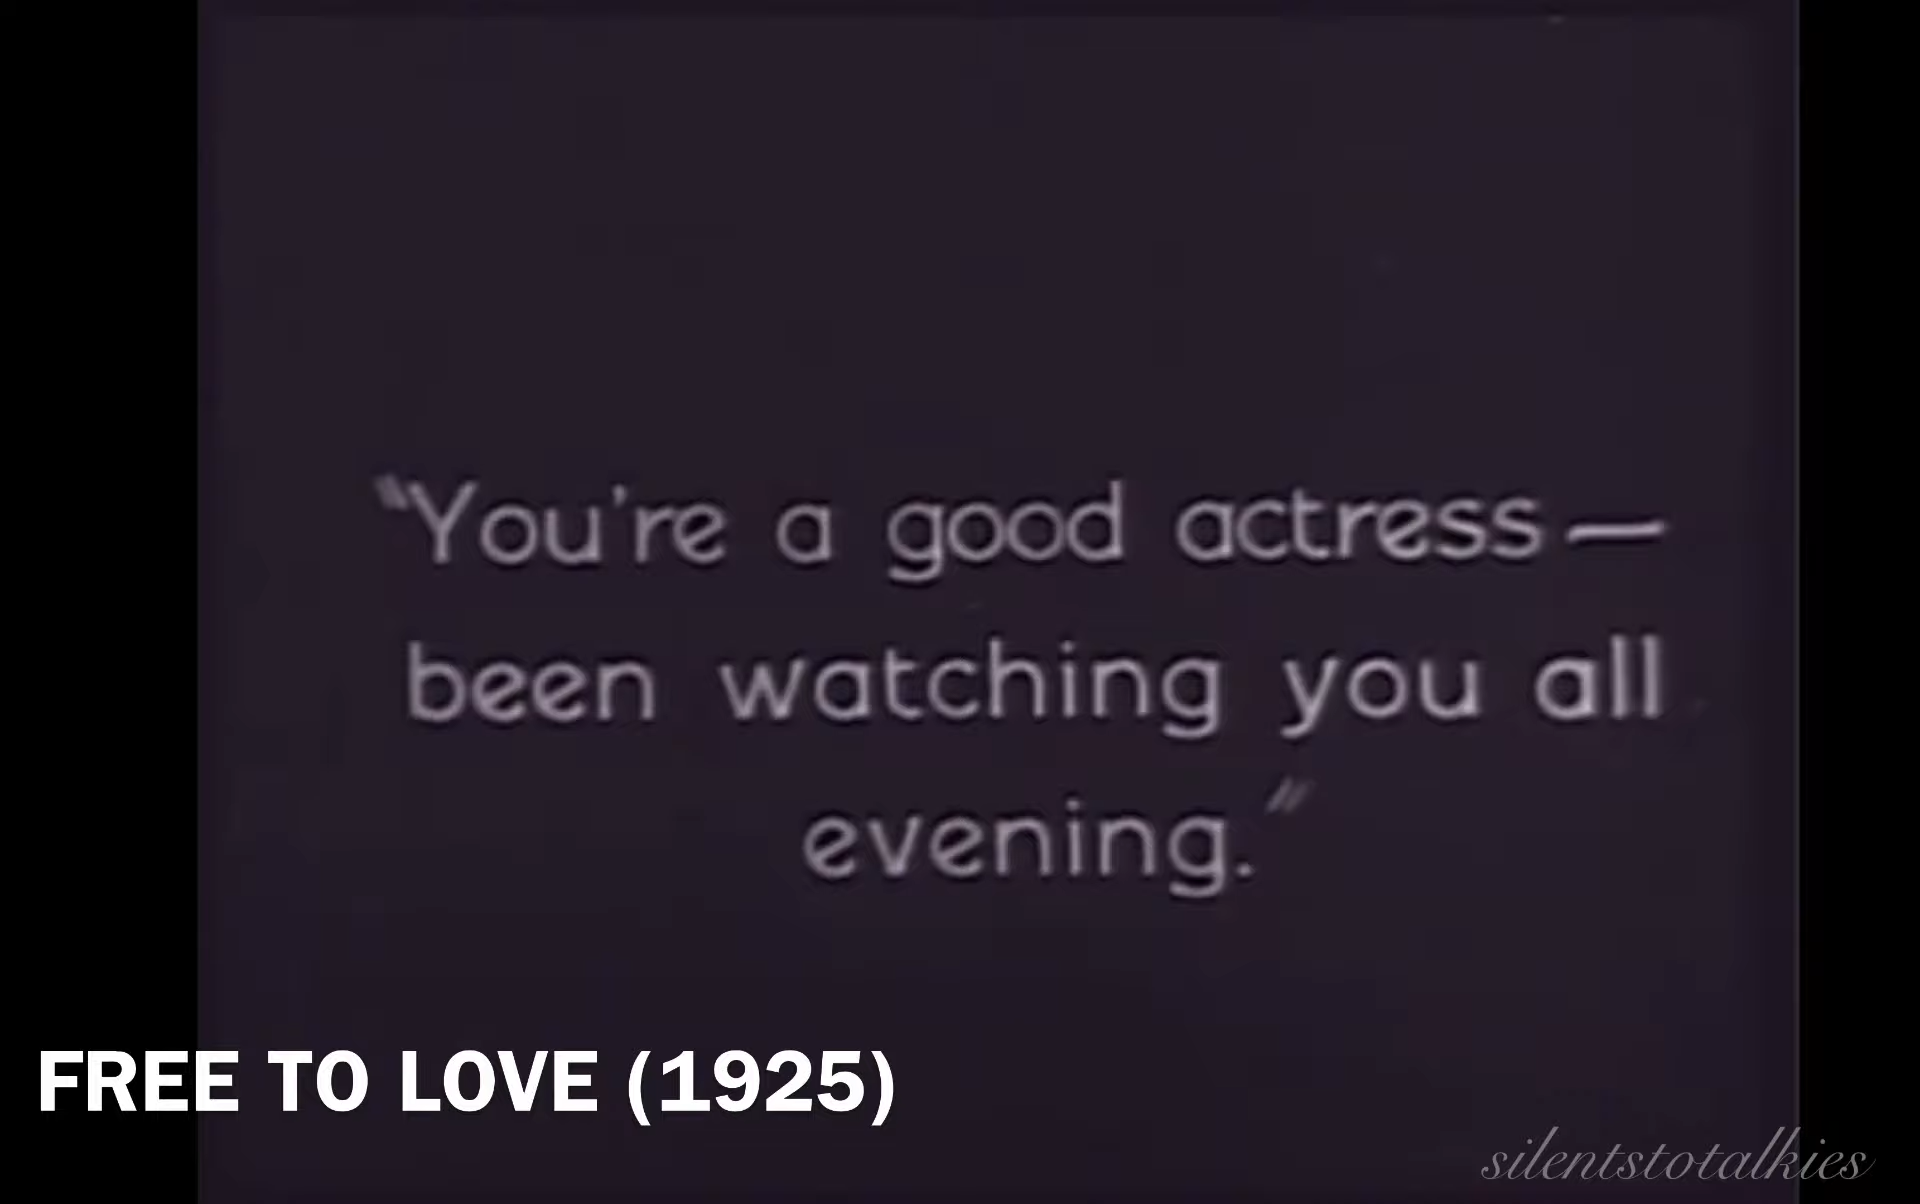 “You're a good actress—
been watching you all
evening.”
FREE TO LOVE (1925)
silentstotalkies